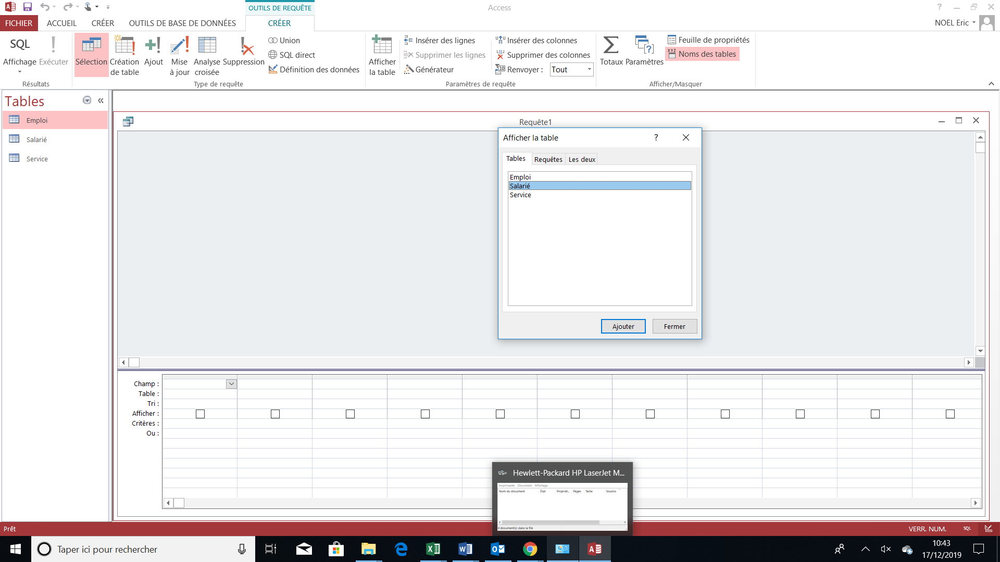 OUTILS DE REQUÊTE
Access
?
FICHIER
ACCUEIL
CRÉER
OUTILS DE BASE DE DONNÉES
CRÉER
NOEL Eric
SQL
Affichage
Exécuter
Sélection
Création
de table
Ajout
Mise
à jour
Analyse
croisée
Suppression
Union
SQL direct
Définition des données
Afficher
la table
Insérer des lignes
Supprimer les lignes
Générateur
Insérer des colonnes
Supprimer des colonnes
Renvoyer :
Tout
Totaux
Paramètres
Feuille de propriétés
Noms des tables
Résultats
Type de requête
Paramètres de requête
Afficher/Masquer
Tables
Emploi
Salarié
Service
Requête1
Afficher la table
?
Tables
Requêtes
Les deux
Emploi
Salarié
Service
Ajouter
Fermer
Champ :
Table :
Tri :
Afficher :
Critères :
Ou :
Hewlett-Packard HP LaserJet M...
Imprimante Document Affichage
Nom du document État Propriét... Pages Taille Soumis
0 document(s) dans la file
Prêt
VERR. NUM.
SQL
Taper ici pour rechercher
10:43
17/12/2019